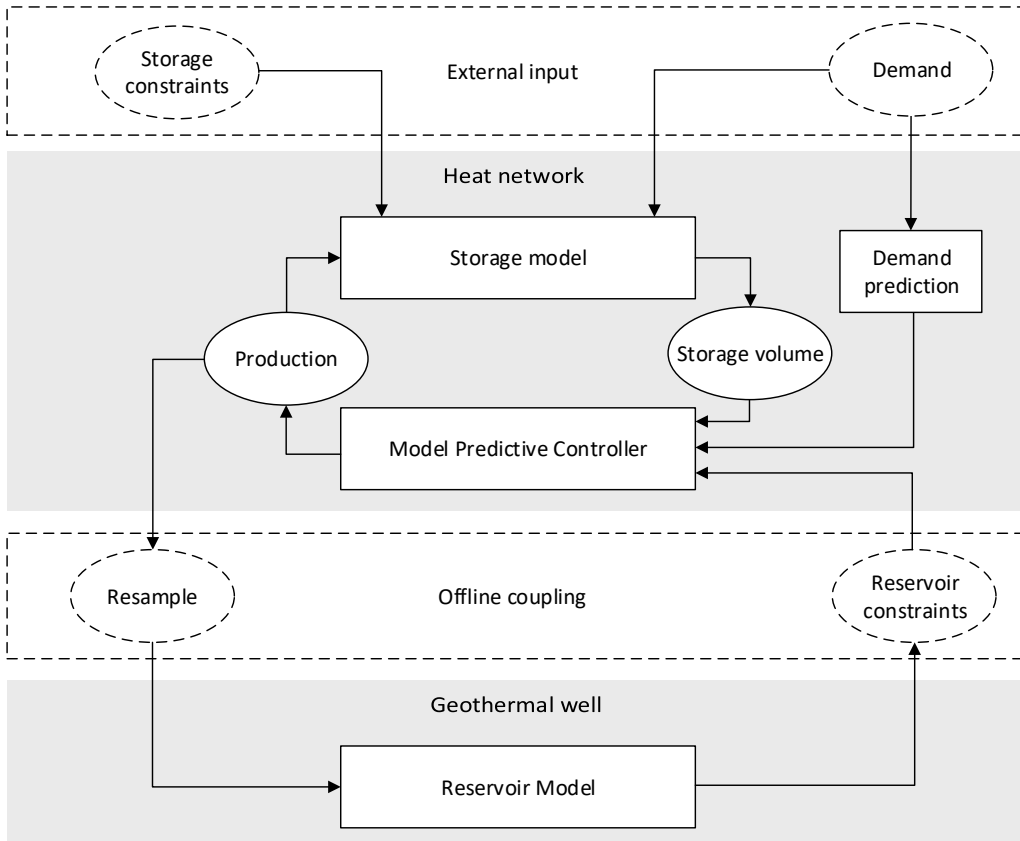 Storage
constraints
External input
Demand
Heat network
Storage model
Demand
prediction
Production
Storage volume
Model Predictive Controller
Resample
Offline coupling
Reservoir
constraints
Geothermal well
Reservoir Model